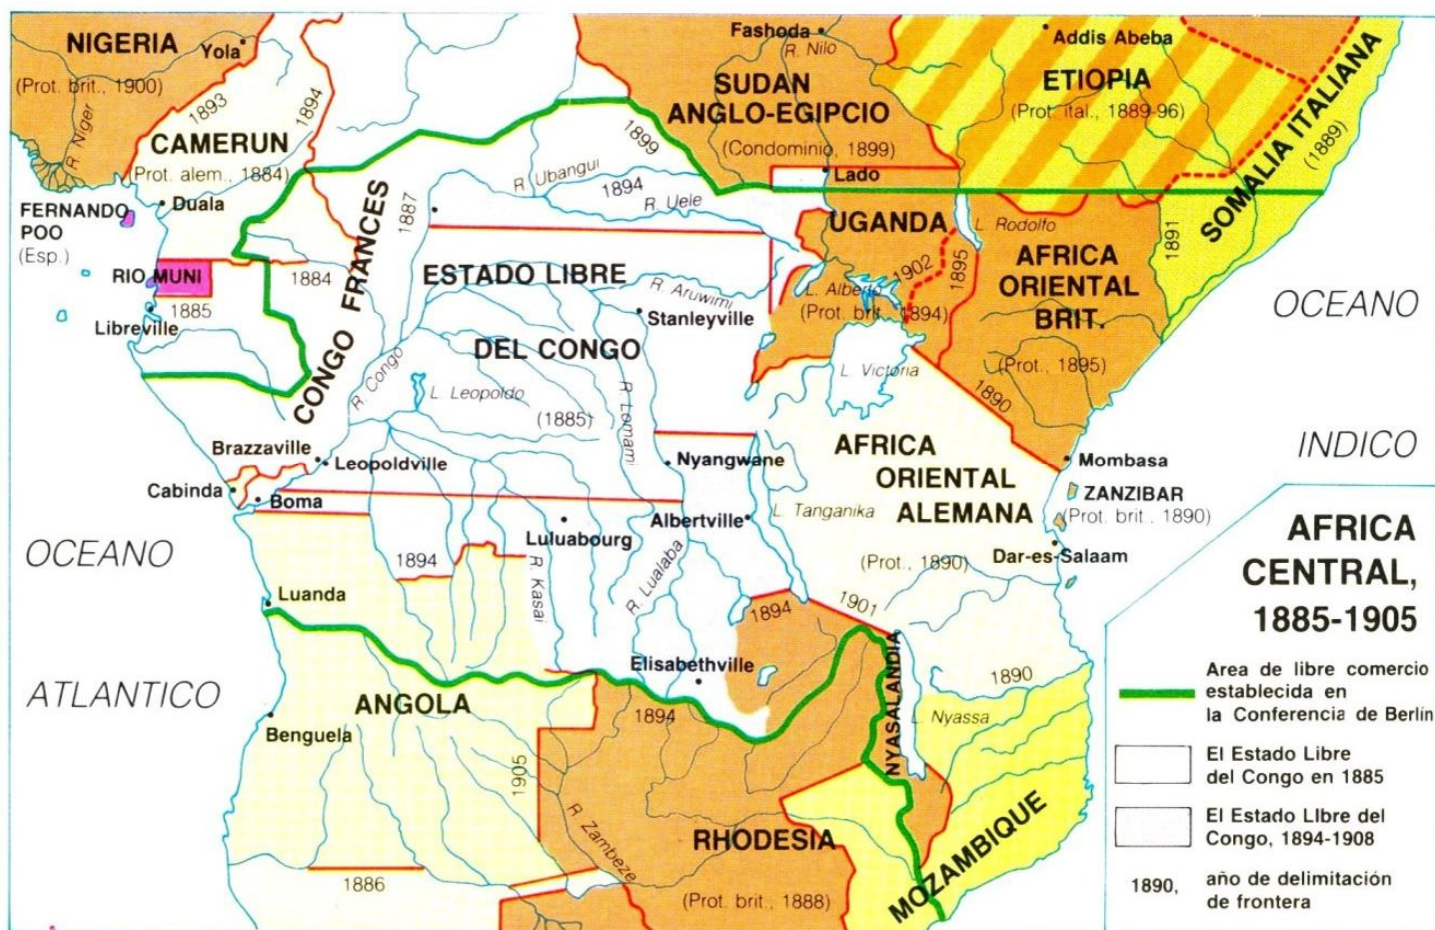 NIGERIA
Yola
(Prot. brit., 1900)
R. Niger
1893
1894
CAMERUN
(Prot. alem., 1884)
Duala
FERNANDO
POO
(Esp.)
RIO MUNI
1885
1884
Libreville
CONGO FRANCES
1887
1899
R. Ubangui
1894
R. Uele
Fashoda
R. Nilo
SUDAN
ANGLO-EGIPCIO
(Condominio, 1899)
Lado
Addis Abeba
ETIOPIA
(Prot. ital., 1889-96)
SOMALIA ITALIANA
(1889)
1891
UGANDA
L. Rodolfo
1902
1895
L. Alberto
(Prot. brit., 1894)
AFRICA
ORIENTAL
BRIT.
(Prot., 1895)
1890
L. Victoria
ESTADO LIBRE
DEL CONGO
(1885)
R. Aruwimi
Stanleyville
R. Congo
L. Leopoldo
R. Lomami
Brazzaville
Leopoldville
Cabinda
Boma
Nyangwane
Albertville
Luluabourg
R. Kasai
R. Lualaba
1894
L. Tanganika
AFRICA
ORIENTAL
ALEMANA
(Prot., 1890)
Mombasa
ZANZIBAR
(Prot. brit., 1890)
Dar-es-Salaam
OCEANO
INDICO
OCEANO
ATLANTICO
Luanda
ANGOLA
Benguela
1905
1886
Elisabethville
1894
1894
1901
NYASALANDIA
L. Nyassa
1890
R. Zambeze
RHODESIA
(Prot. brit., 1888)
MOZAMBIQUE
AFRICA
CENTRAL,
1885-1905
Area de libre comercio
establecida en
la Conferencia de Berlín
El Estado Libre
del Congo en 1885
El Estado LIbre del
Congo, 1894-1908
1890, año de delimitación
de frontera